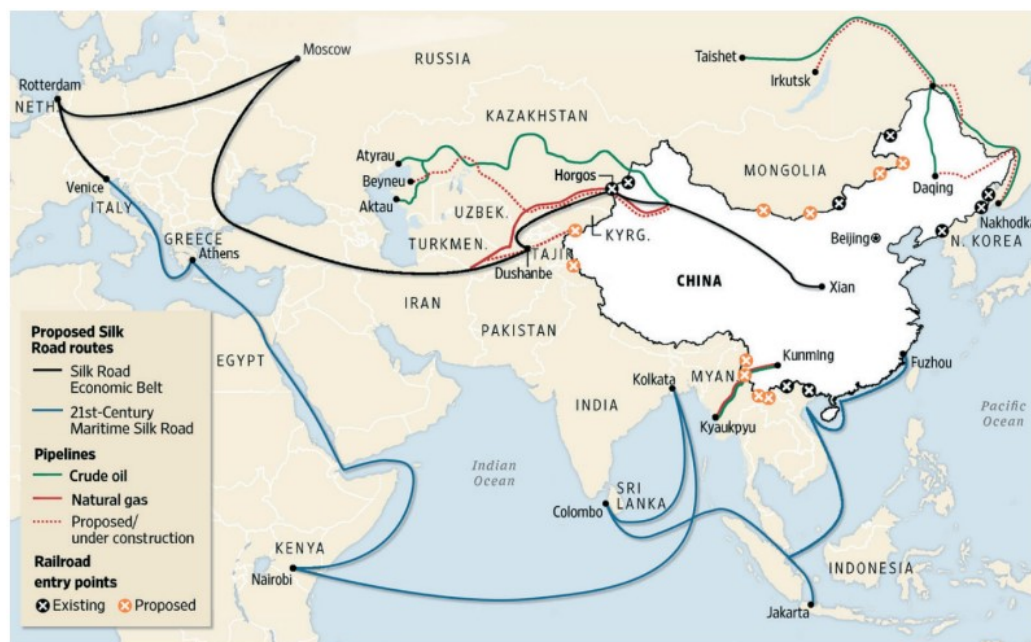 Moscow
RUSSIA
Taishet
Irkutsk
Rotterdam
NETH.
KAZAKHSTAN
Atyrau
Beyneu
Aktau
Horgos
MONGOLIA
Daqing
Nakhodka
Venice
ITALY
UZBEK.
TURKMEN.
KYRG.
Beijing
N. KOREA
GREECE
Athens
TAJIK.
Dushanbe
CHINA
Xian
IRAN
PAKISTAN
EGYPT
Kunming
Fuzhou
MYAN.
Kolkata
INDIA
Kyaukpyu
Pacific
Ocean
Indian
Ocean
SRI
LANKA
Colombo
KENYA
Nairobi
INDONESIA
Jakarta
Proposed Silk
Road routes
Silk Road
Economic Belt
21st-Century
Maritime Silk Road
Pipelines
Crude oil
Natural gas
Proposed/
under construction
Railroad
entry points
Existing
Proposed